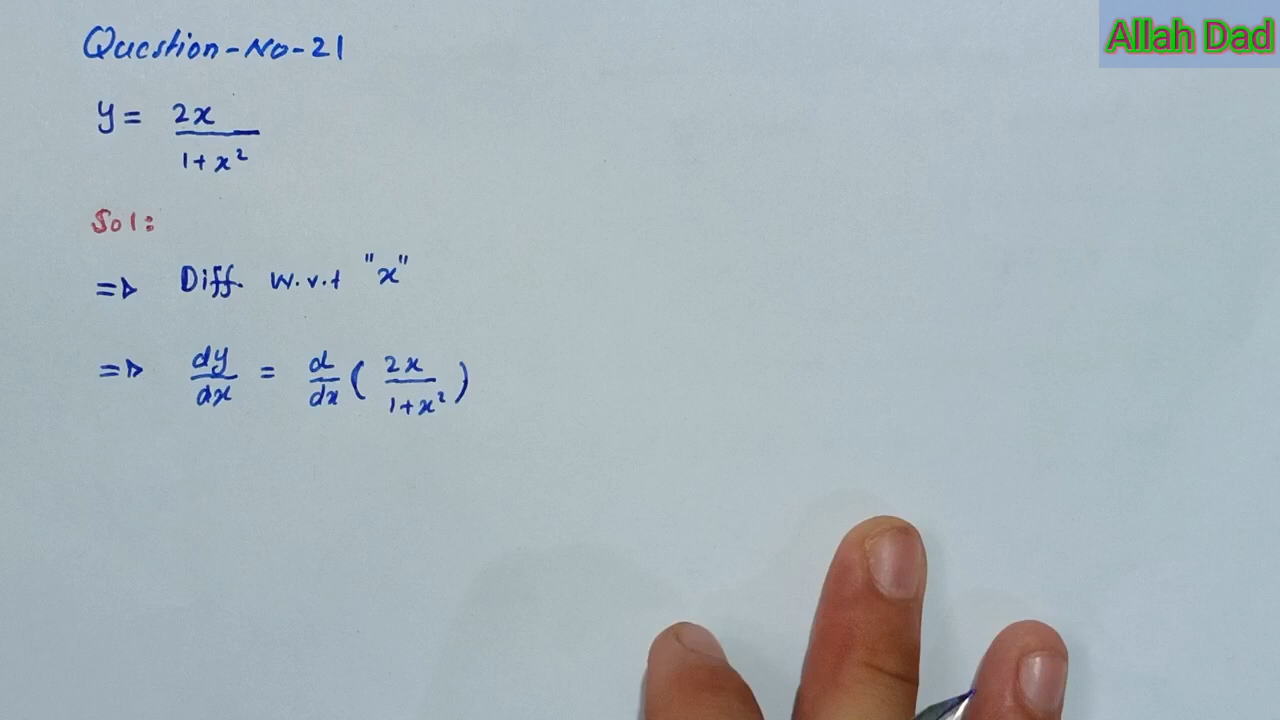 Allah Dad
Question-No-21
y = 2x / 1+x²
Sol:
=> Diff. w.r.t "x"
=> dy/dx = d/dx ( 2x / 1+x² )